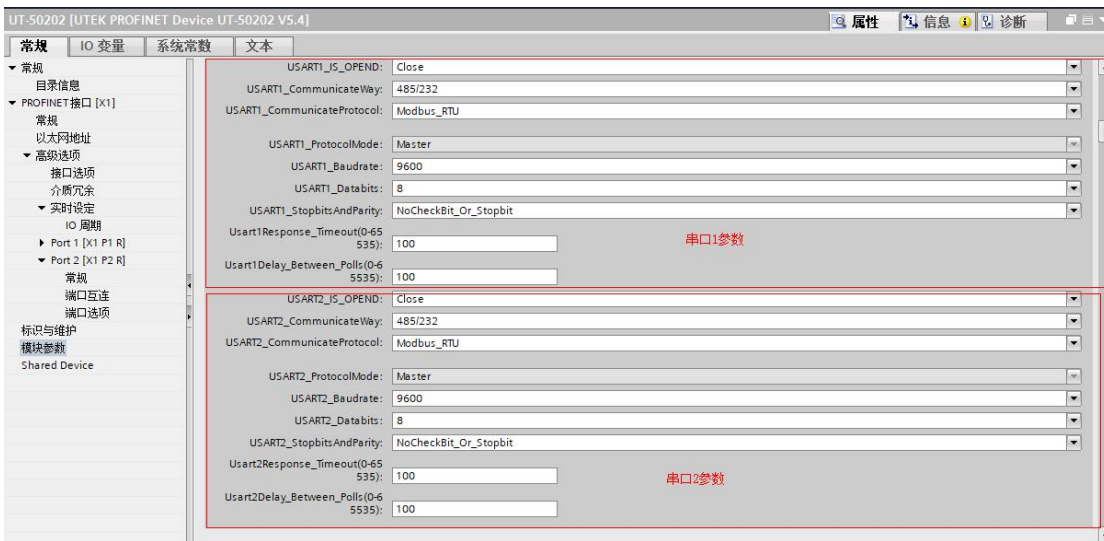 UT-50202 [UTEK PROFINET Device UT-50202 V5.4]
属性
信息
诊断
常规
IO 变量
系统常数
文本
常规
目录信息
PROFINET接口 [X1]
常规
以太网地址
高级选项
接口选项
介质冗余
实时设定
IO 周期
Port 1 [X1 P1 R]
Port 2 [X1 P2 R]
常规
端口互连
端口选项
标识与维护
模块参数
Shared Device
USART1_IS_OPEND: Close
USART1_CommunicateWay: 485/232
USART1_CommunicateProtocol: Modbus_RTU
USART1_ProtocolMode: Master
USART1_Baudrate: 9600
USART1_Databits: 8
USART1_StopbitsAndParity: NoCheckBit_Or_Stopbit
Usart1Response_Timeout(0-65
535): 100
串口1参数
Usart1Delay_Between_Polls(0-6
5535): 100
USART2_IS_OPEND: Close
USART2_CommunicateWay: 485/232
USART2_CommunicateProtocol: Modbus_RTU
USART2_ProtocolMode: Master
USART2_Baudrate: 9600
USART2_Databits: 8
USART2_StopbitsAndParity: NoCheckBit_Or_Stopbit
Usart2Response_Timeout(0-65
535): 100
串口2参数
Usart2Delay_Between_Polls(0-6
5535): 100